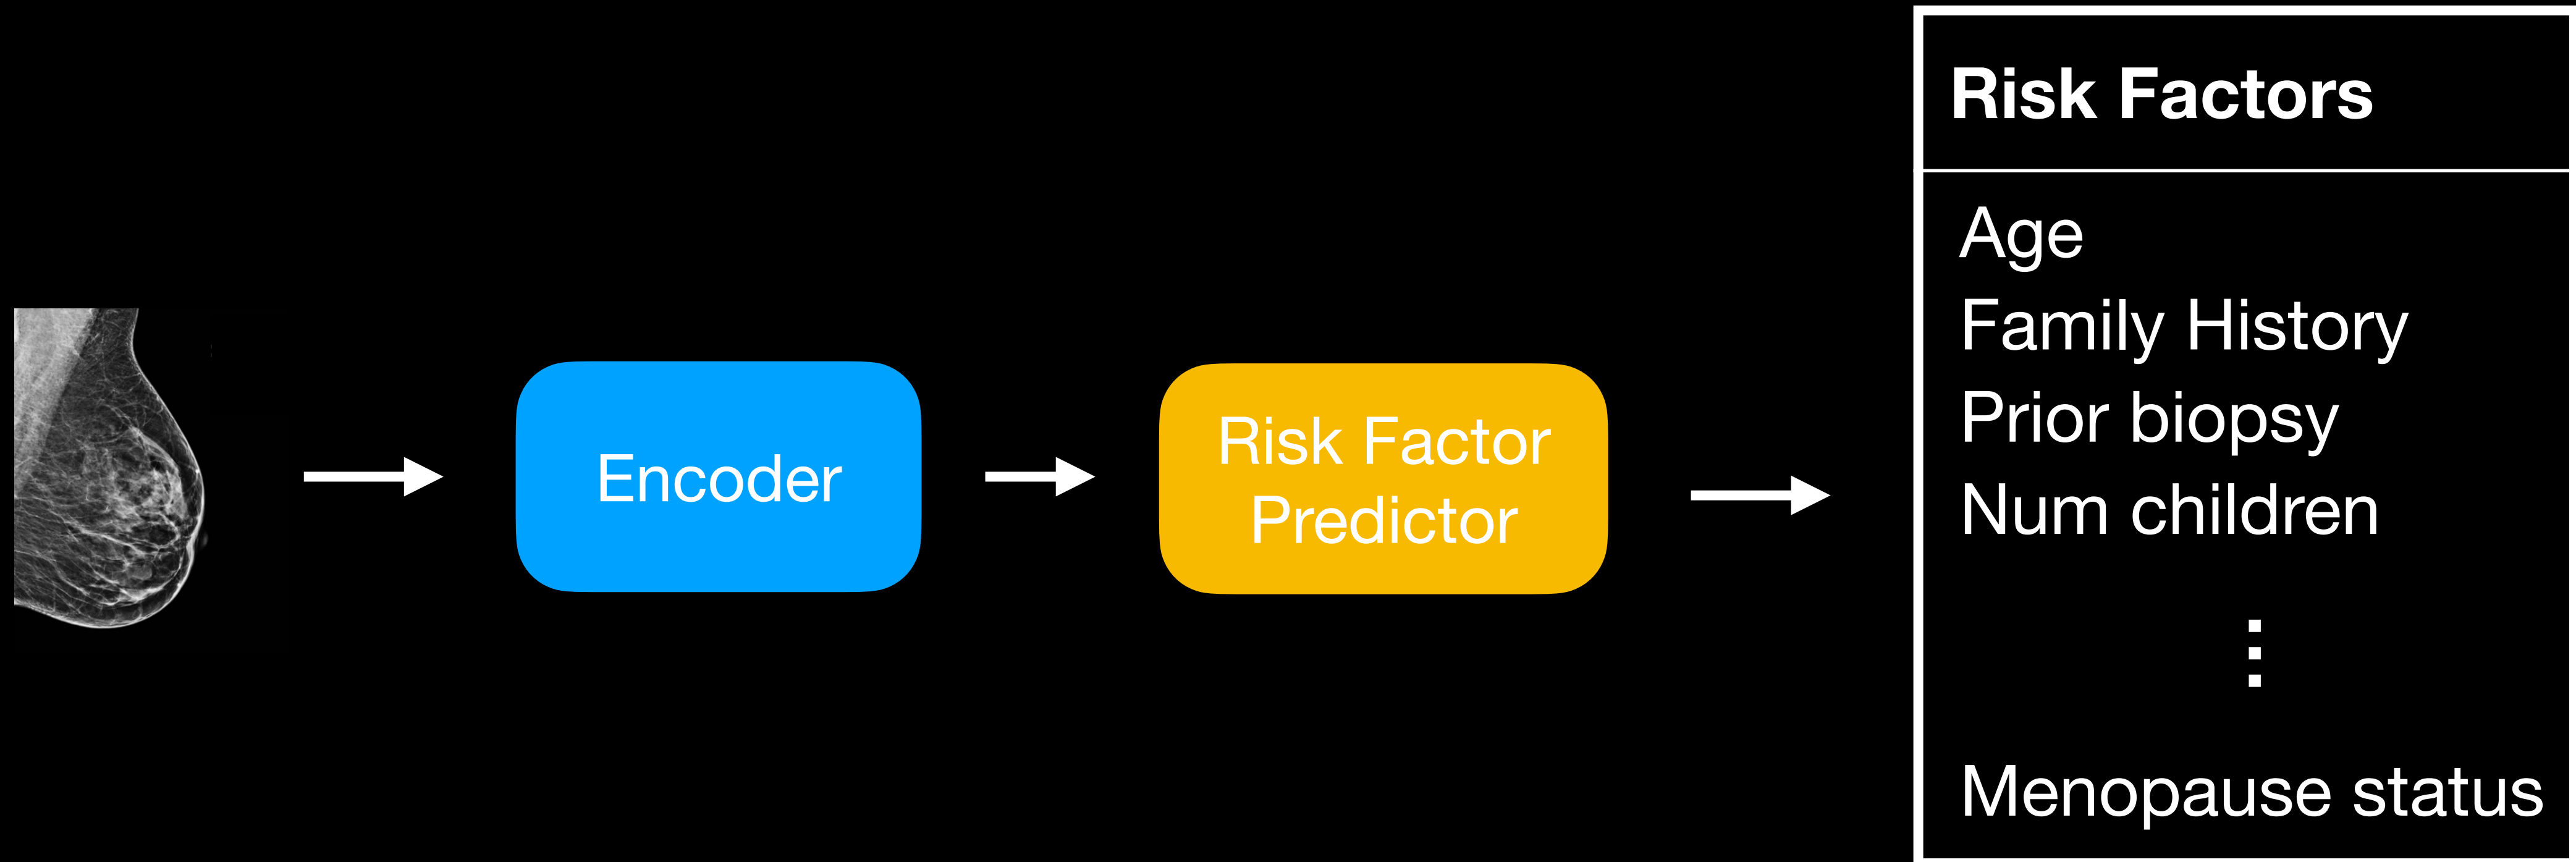 Encoder
Risk Factor
Predictor
Risk Factors
Age
Family History
Prior biopsy
Num children
Menopause status